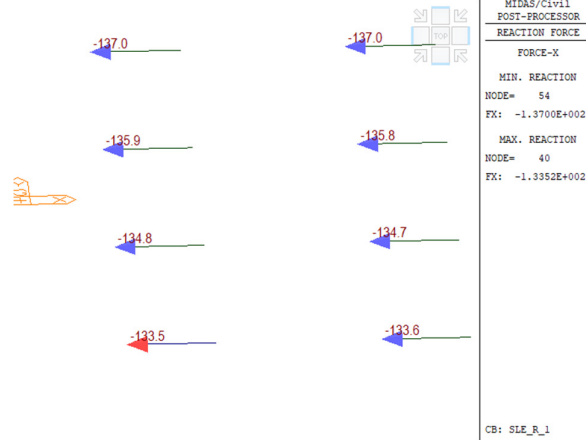 -137.0
-137.0
TOP
-135.9
-135.8
X
-134.8
-134.7
-133.5
-133.6
MIDAS/Civil
POST-PROCESSOR
REACTION FORCE
FORCE-X
MIN. REACTION
NODE= 54
FX: -1.3700E+002
MAX. REACTION
NODE= 40
FX: -1.3352E+002
CB: SLE_R_1